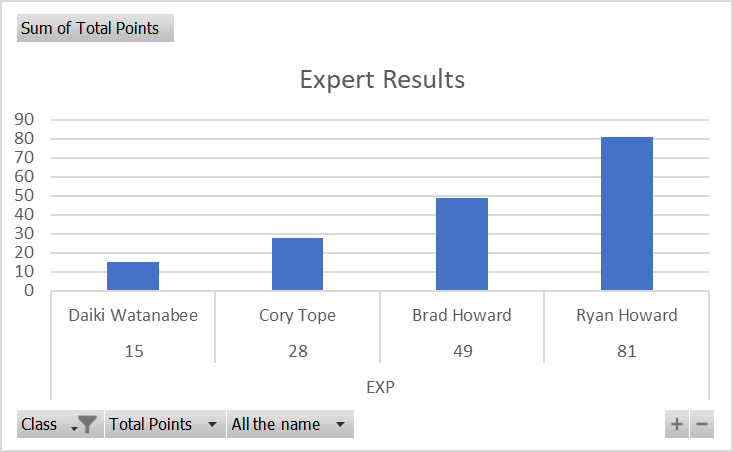 Sum of Total Points
Expert Results
90
80
70
60
50
40
30
20
10
0
Daiki Watanabee Cory Tope Brad Howard Ryan Howard
15 28 49 81
EXP
Class Total Points All the name + −